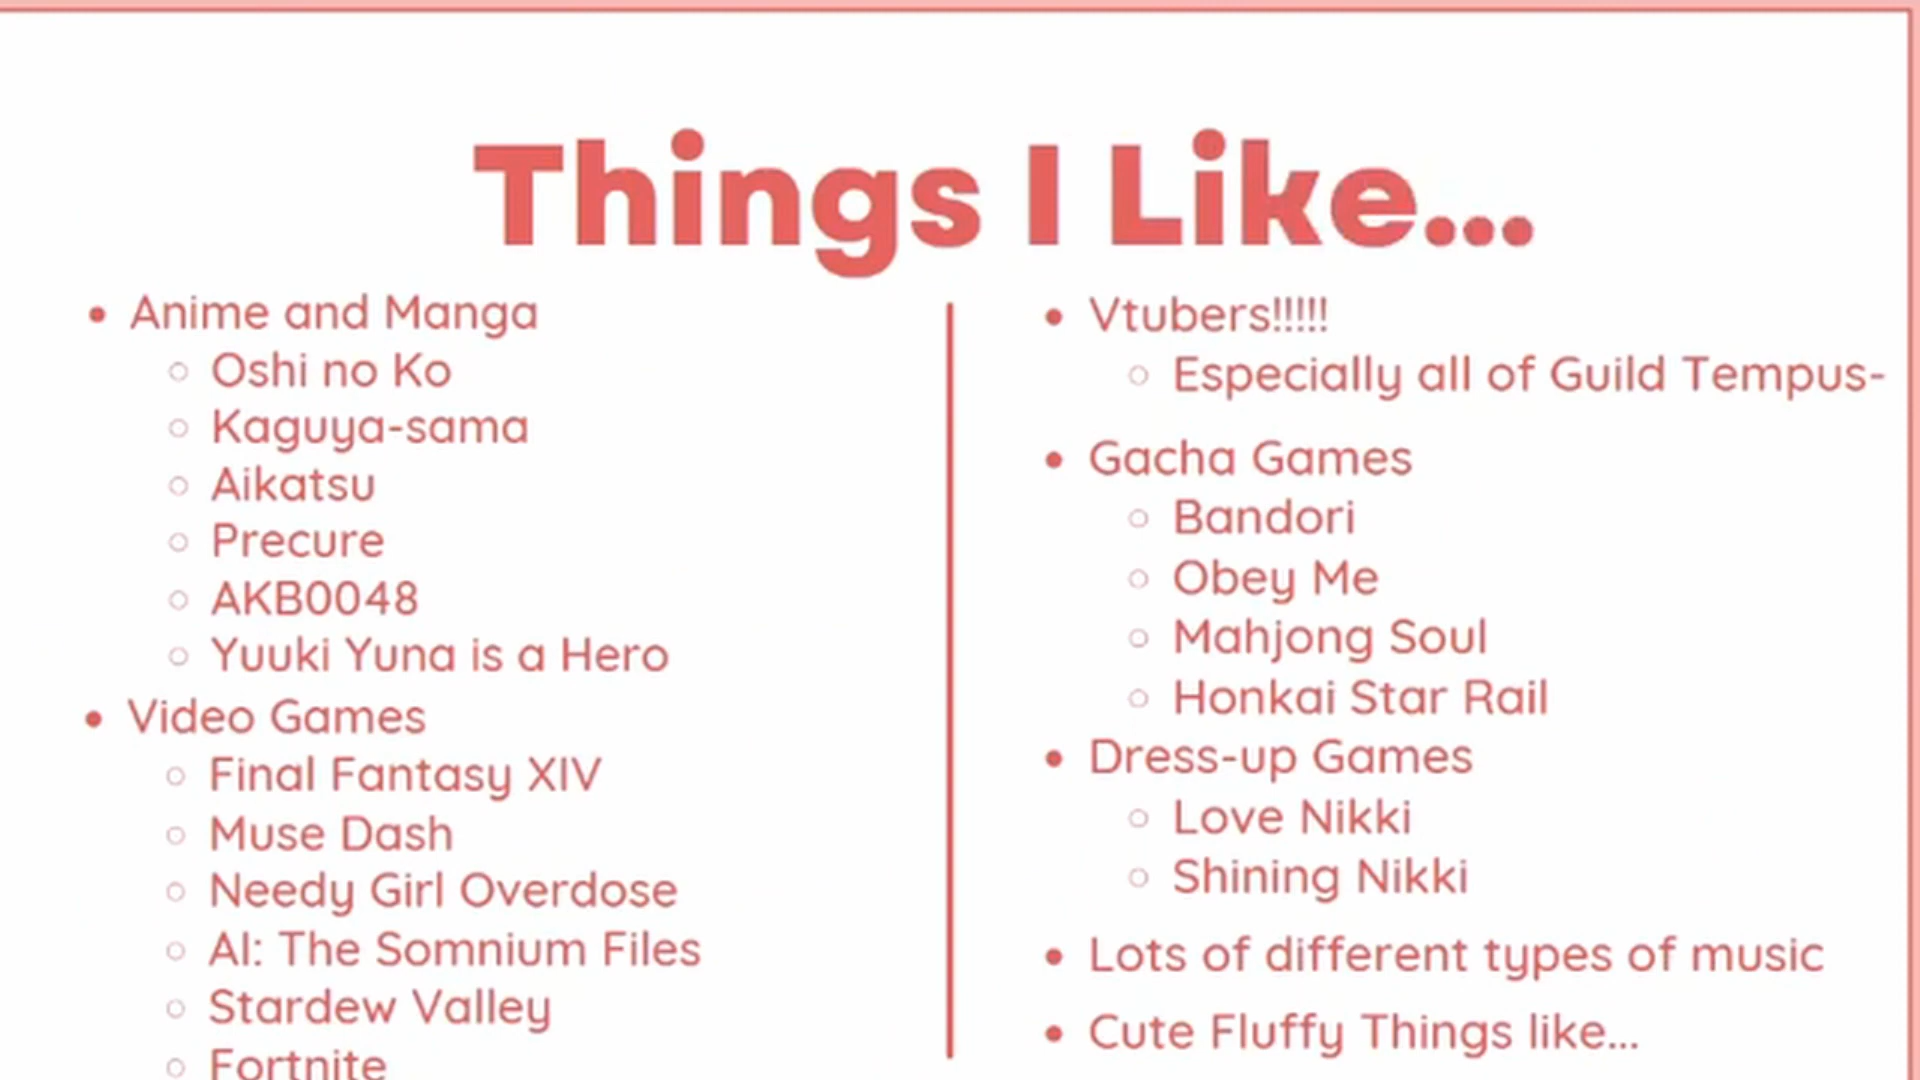 Things I Like...
Anime and Manga
Oshi no Ko
Kaguya-sama
Aikatsu
Precure
AKB0048
Yuuki Yuna is a Hero
Video Games
Final Fantasy XIV
Muse Dash
Needy Girl Overdose
AI: The Somnium Files
Stardew Valley
Fortnite
Vtubers!!!!!
Especially all of Guild Tempus-
Gacha Games
Bandori
Obey Me
Mahjong Soul
Honkai Star Rail
Dress-up Games
Love Nikki
Shining Nikki
Lots of different types of music
Cute Fluffy Things like...